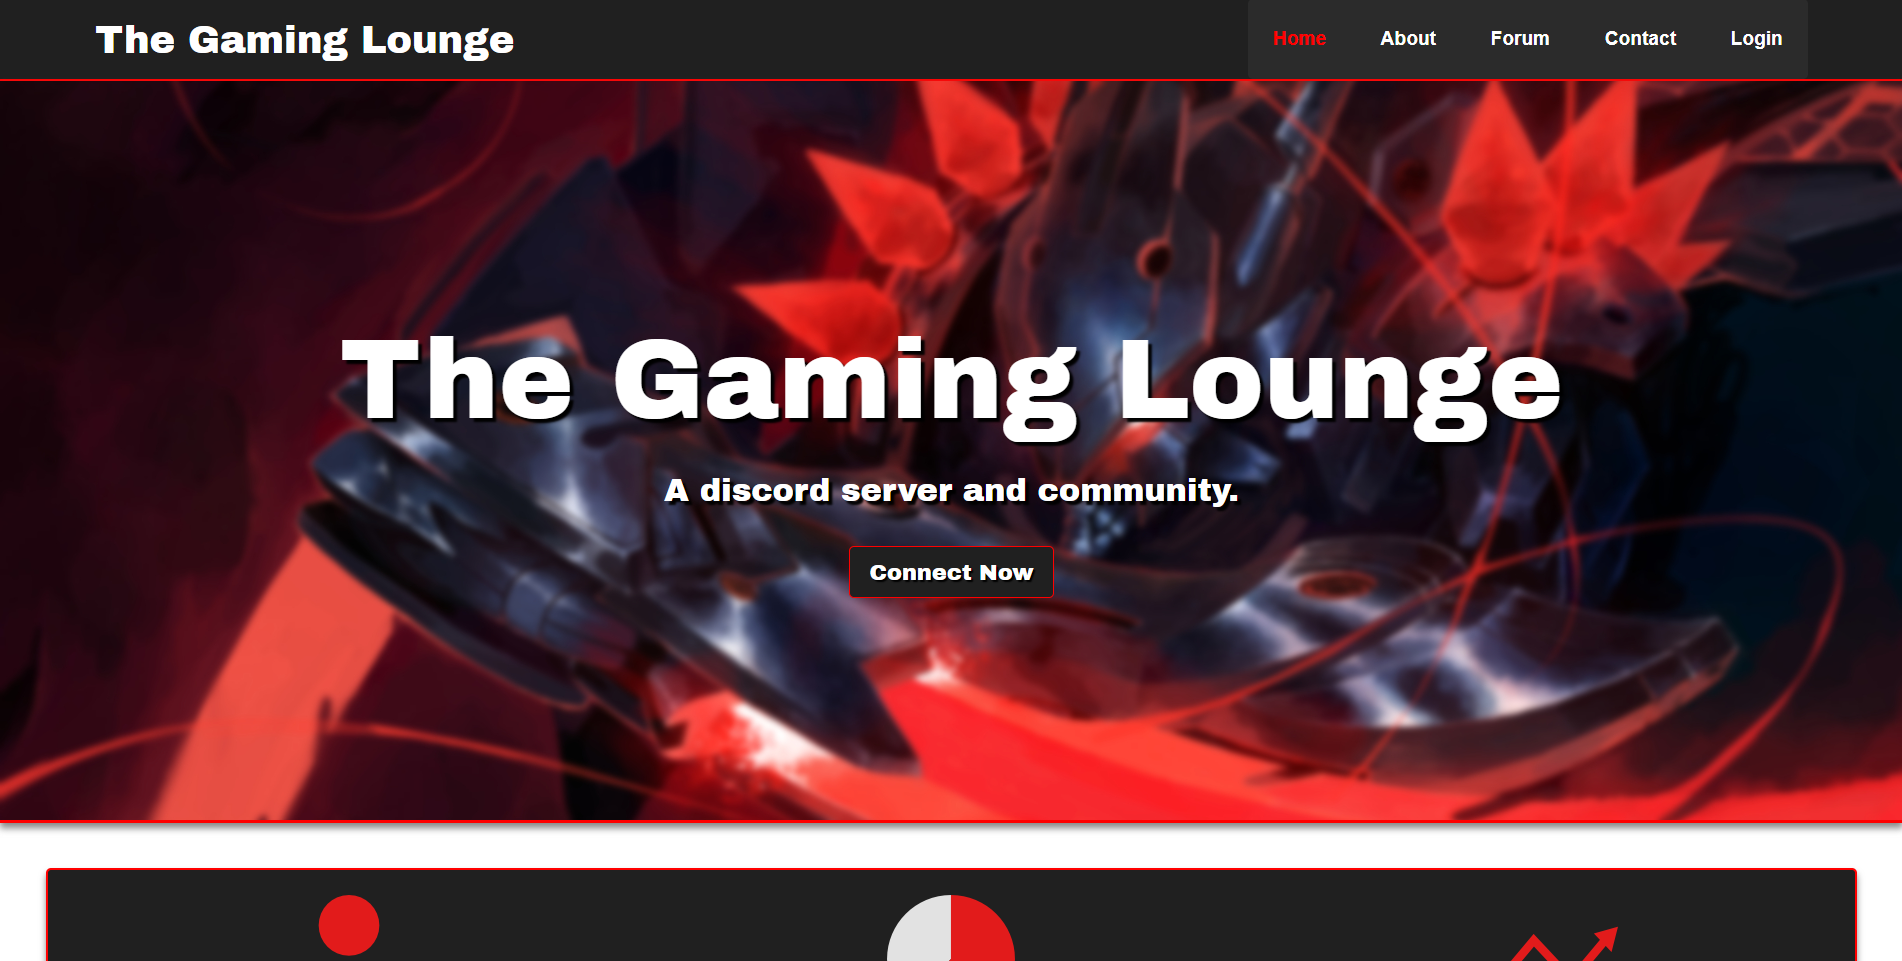 The Gaming Lounge
Home About Forum Contact Login
The Gaming Lounge
A discord server and community.
Connect Now